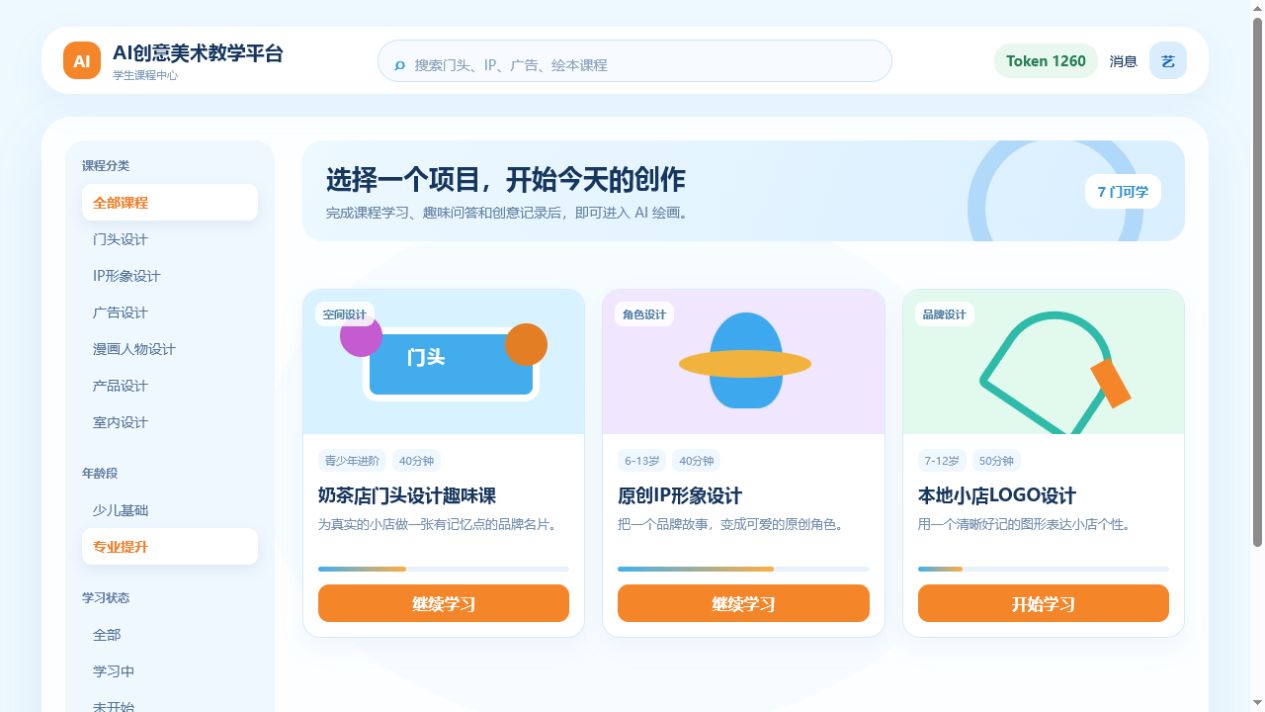 AI
AI创意美术教学平台
学生课程中心
搜索门头、IP、广告、绘本课程
Token 1260
消息
艺
课程分类
全部课程
门头设计
IP形象设计
广告设计
漫画人物设计
产品设计
室内设计
年龄段
少儿基础
专业提升
学习状态
全部
学习中
未开始
选择一个项目，开始今天的创作
完成课程学习、趣味问答和创意记录后，即可进入 AI 绘画。
7 门可学
空间设计
门头
青少年进阶
40分钟
奶茶店门头设计趣味课
为真实的小店做一张有记忆点的品牌名片。
继续学习
角色设计
6-13岁
40分钟
原创IP形象设计
把一个品牌故事，变成可爱的原创角色。
继续学习
品牌设计
7-12岁
50分钟
本地小店LOGO设计
用一个清晰好记的图形表达小店个性。
开始学习